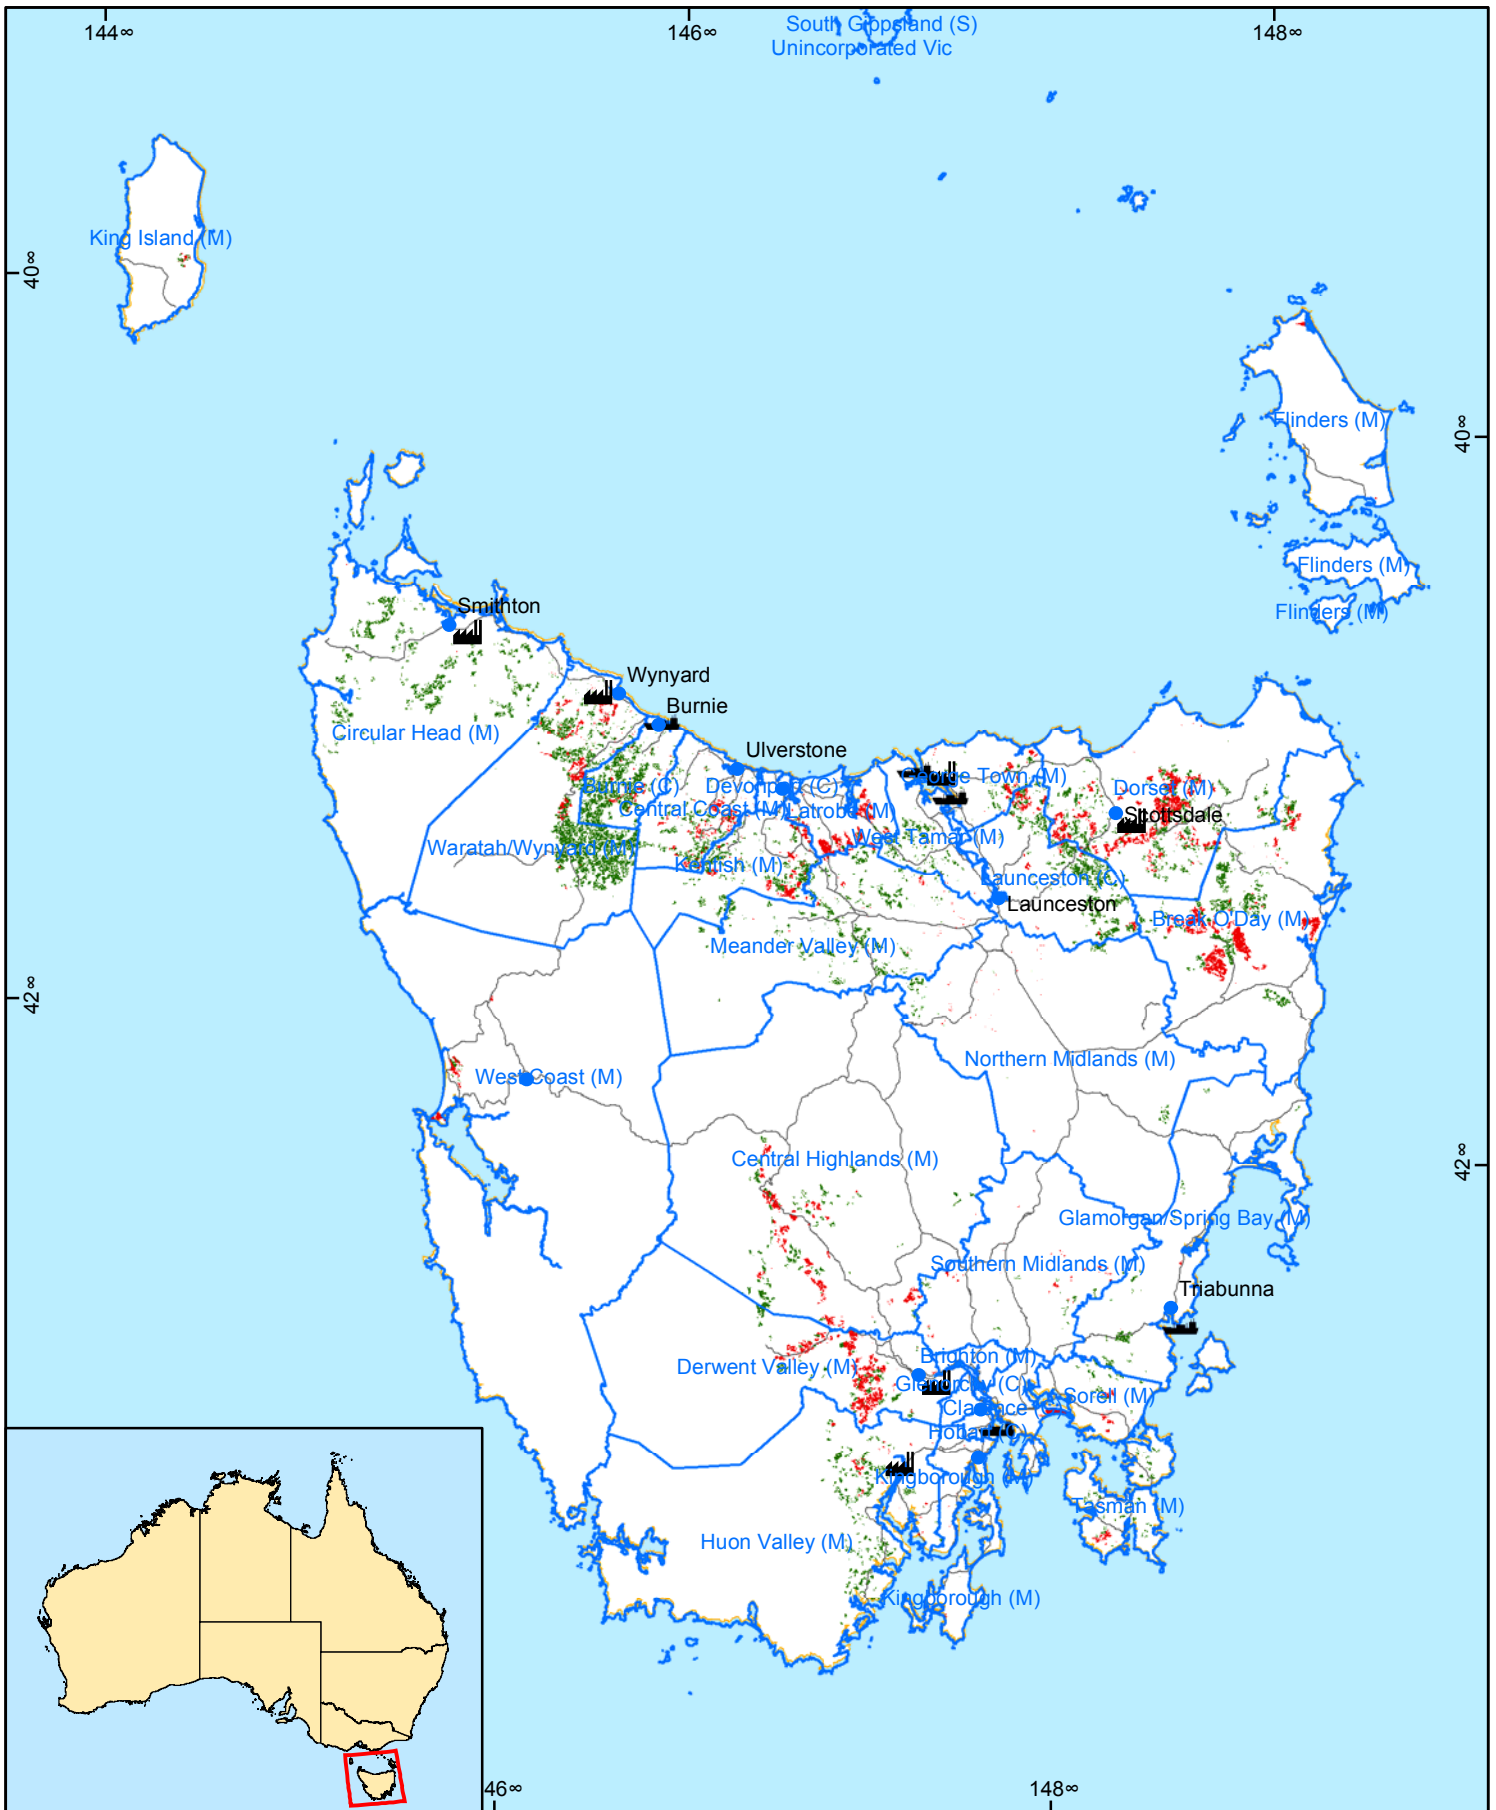 South Gippsland (S)
144∞
146∞
148∞
Unincorporated Vic
King Island (M)
40∞
Flinders (M)
40∞
Flinders (M)
Smithton
Flinders (M)
Wynyard
Burnie
Circular Head (M)
Ulverstone
George Town (M)
Burnie (C)
Devonport (C)
Dorset (M)
Central Coast (M)
Latrobe (M)
Scottsdale
West Tamar (M)
Waratah/Wynyard (M)
Kentish (M)
Launceston (C)
Launceston
Break O'Day (M)
Meander Valley (M)
42∞
Northern Midlands (M)
West Coast (M)
Central Highlands (M)
42∞
Glamorgan/Spring Bay (M)
Southern Midlands (M)
Triabunna
Brighton (M)
Derwent Valley (M)
Glenorchy (C)
Sorell (M)
Clarence (C)
Hobart (C)
Kingborough (M)
Tasman (M)
Huon Valley (M)
Kingborough (M)
46∞
148∞